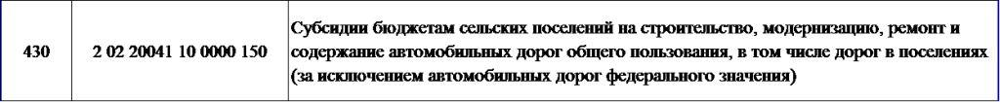 Субсидии бюджетам сельских поселений на строительство, модернизацию, ремонт и
430 2 02 20041 10 0000 150 содержание автомобильных дорог общего пользования, в том числе дорог в поселениях
(за исключением автомобильных дорог федерального значения)